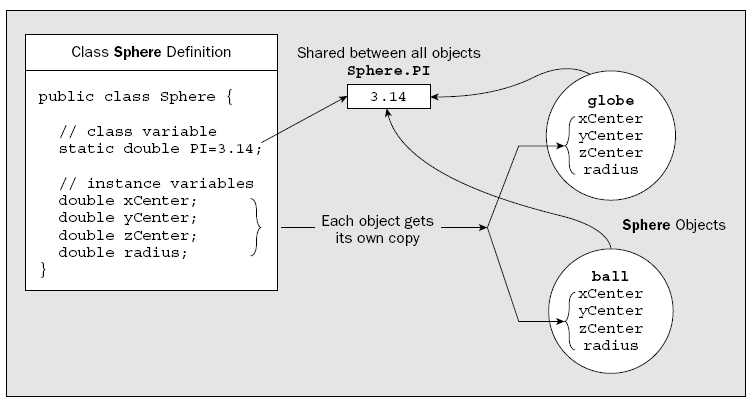 Class Sphere Definition
public class Sphere {
// class variable
static double PI=3.14;
// instance variables
double xCenter;
double yCenter;
double zCenter;
double radius;
}
Shared between all objects
Sphere.PI
3.14
Each object gets
its own copy
globe
xCenter
yCenter
zCenter
radius
Sphere Objects
ball
xCenter
yCenter
zCenter
radius